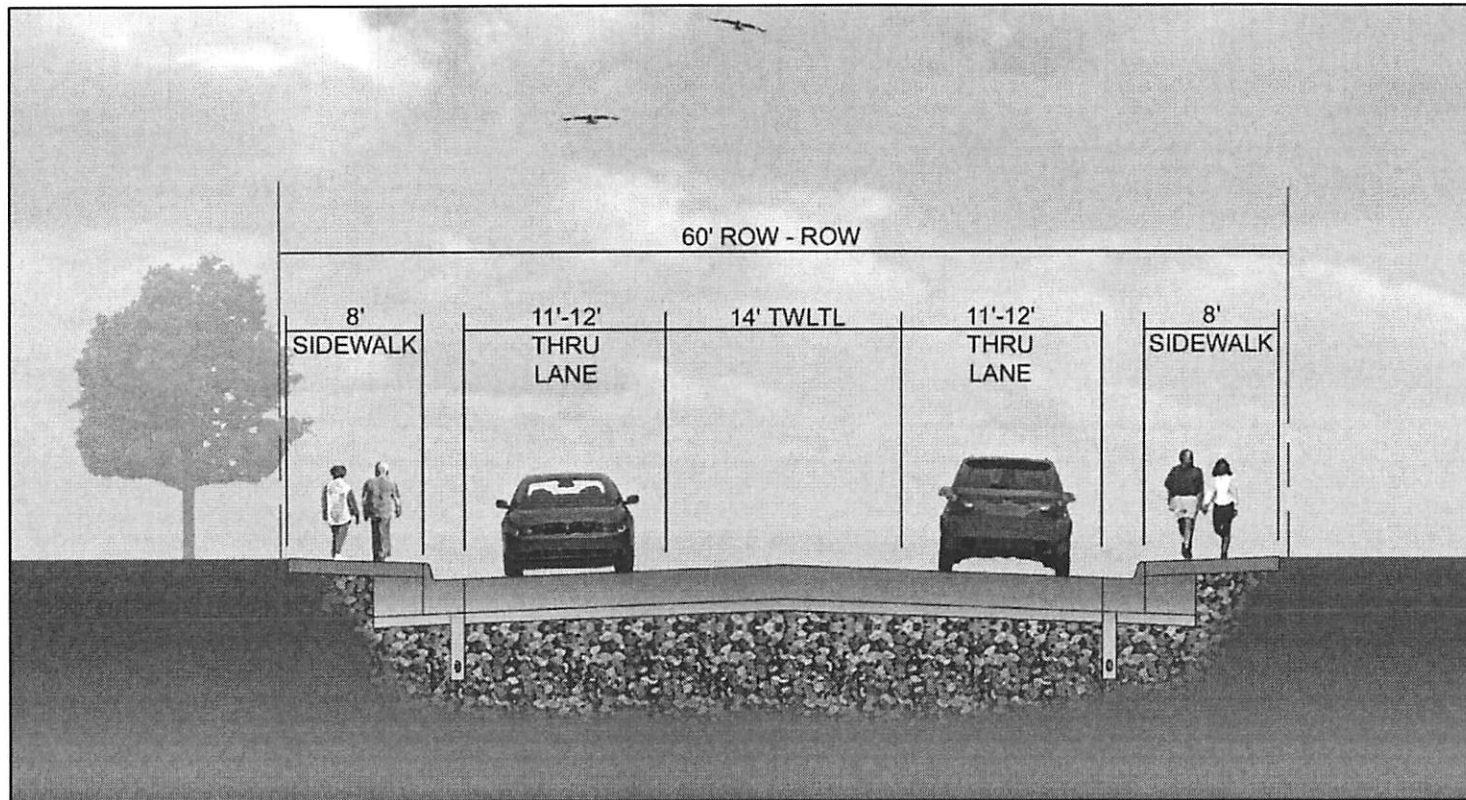 60' ROW - ROW
8'
SIDEWALK
11'-12'
THRU
LANE
14' TWLTL
11'-12'
THRU
LANE
8'
SIDEWALK